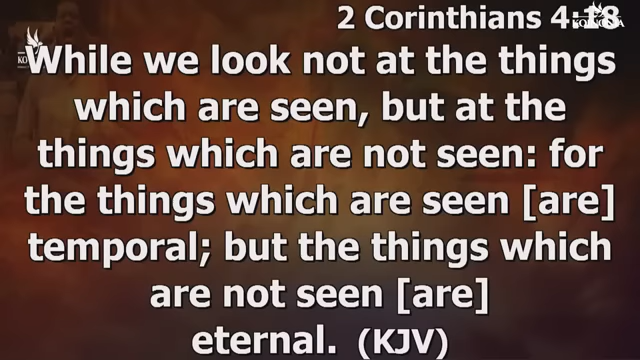 2 Corinthians 4:18
While we look not at the things
which are seen, but at the
things which are not seen: for
the things which are seen [are]
temporal; but the things which
are not seen [are]
eternal. (KJV)